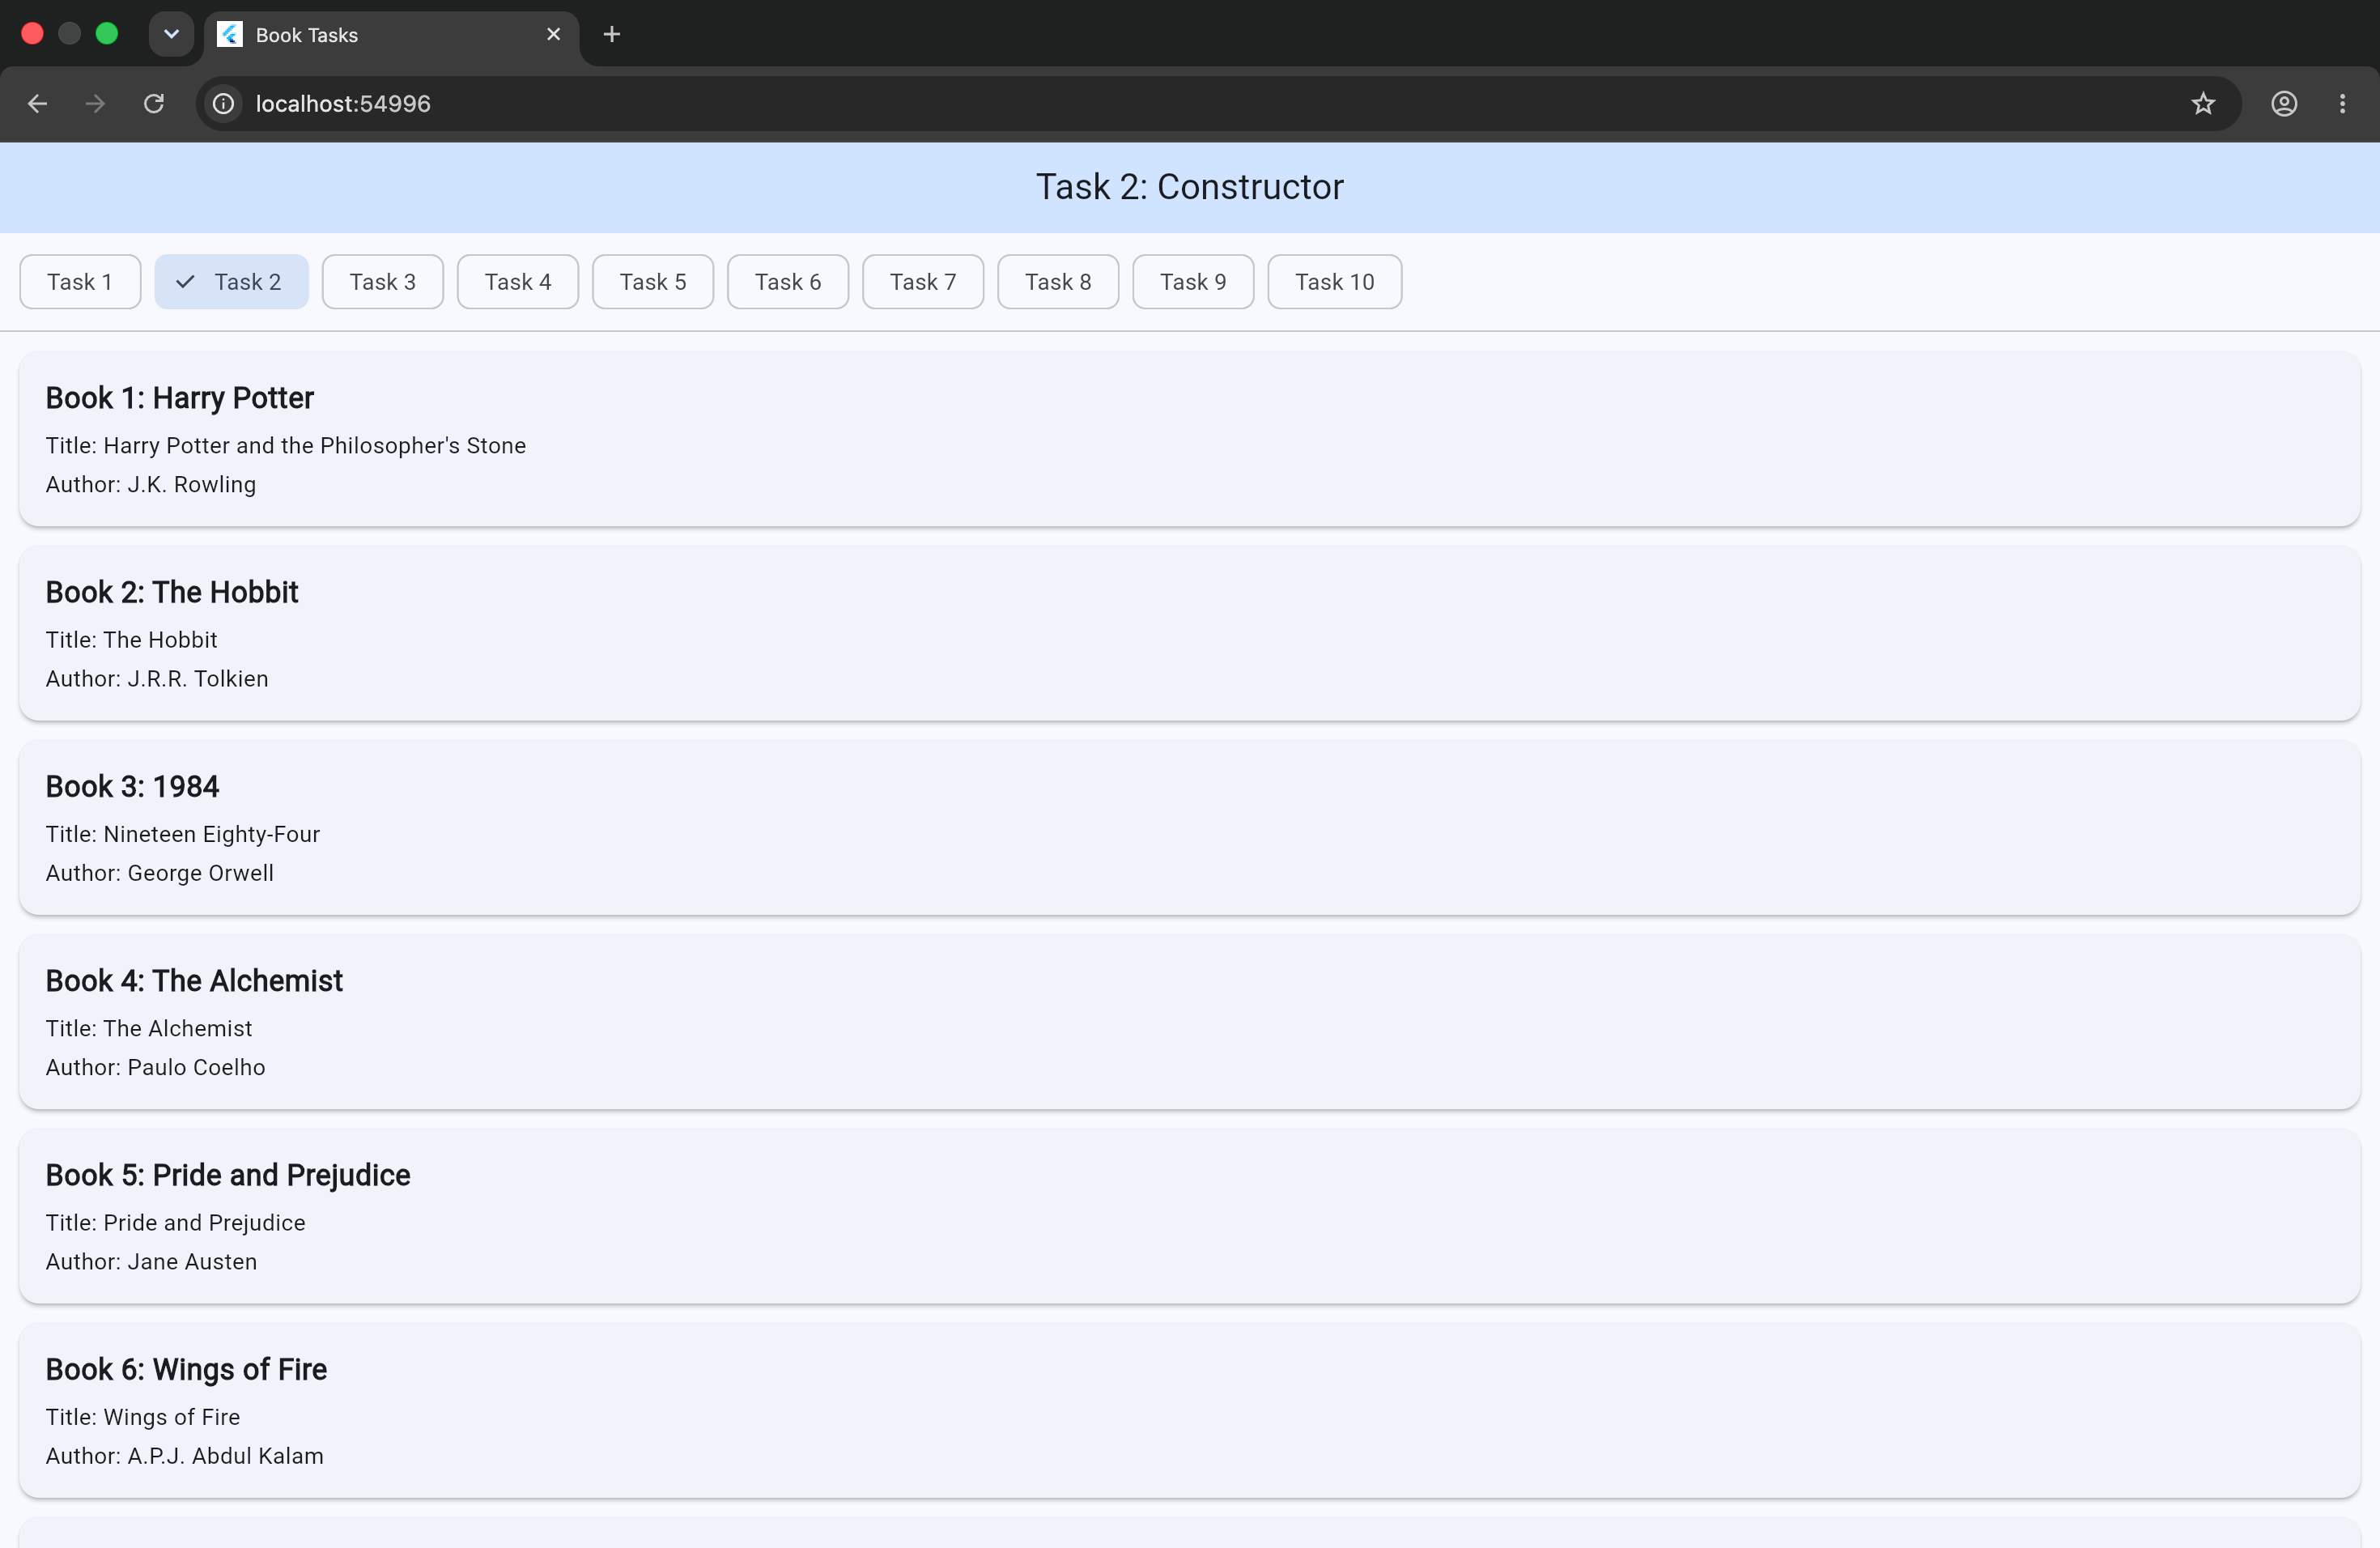 Book Tasks
localhost:54996
Task 2: Constructor
Task 1
Task 2
Task 3
Task 4
Task 5
Task 6
Task 7
Task 8
Task 9
Task 10
Book 1: Harry Potter
Title: Harry Potter and the Philosopher's Stone
Author: J.K. Rowling
Book 2: The Hobbit
Title: The Hobbit
Author: J.R.R. Tolkien
Book 3: 1984
Title: Nineteen Eighty-Four
Author: George Orwell
Book 4: The Alchemist
Title: The Alchemist
Author: Paulo Coelho
Book 5: Pride and Prejudice
Title: Pride and Prejudice
Author: Jane Austen
Book 6: Wings of Fire
Title: Wings of Fire
Author: A.P.J. Abdul Kalam